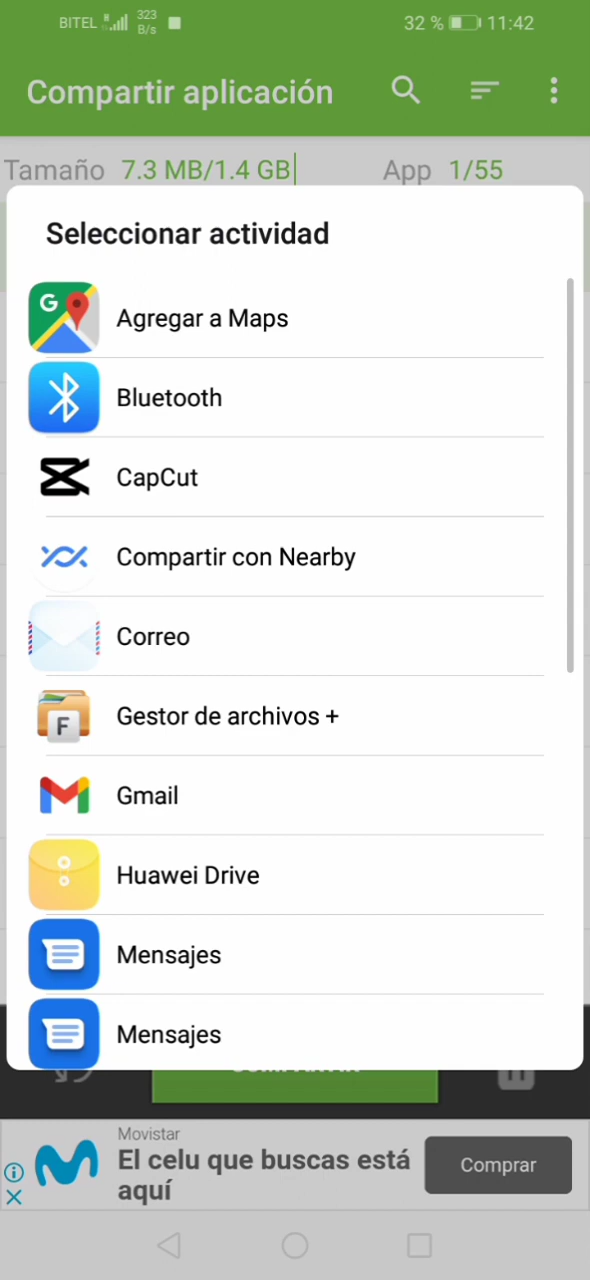 BITEL 323 B/s 32 % 11:42
Compartir aplicación
Tamaño 7.3 MB/1.4 GB App 1/55
Seleccionar actividad
G Agregar a Maps
Bluetooth
CapCut
Compartir con Nearby
Correo
F Gestor de archivos +
Gmail
Huawei Drive
Mensajes
Mensajes
Movistar
El celu que buscas está
aquí
Comprar